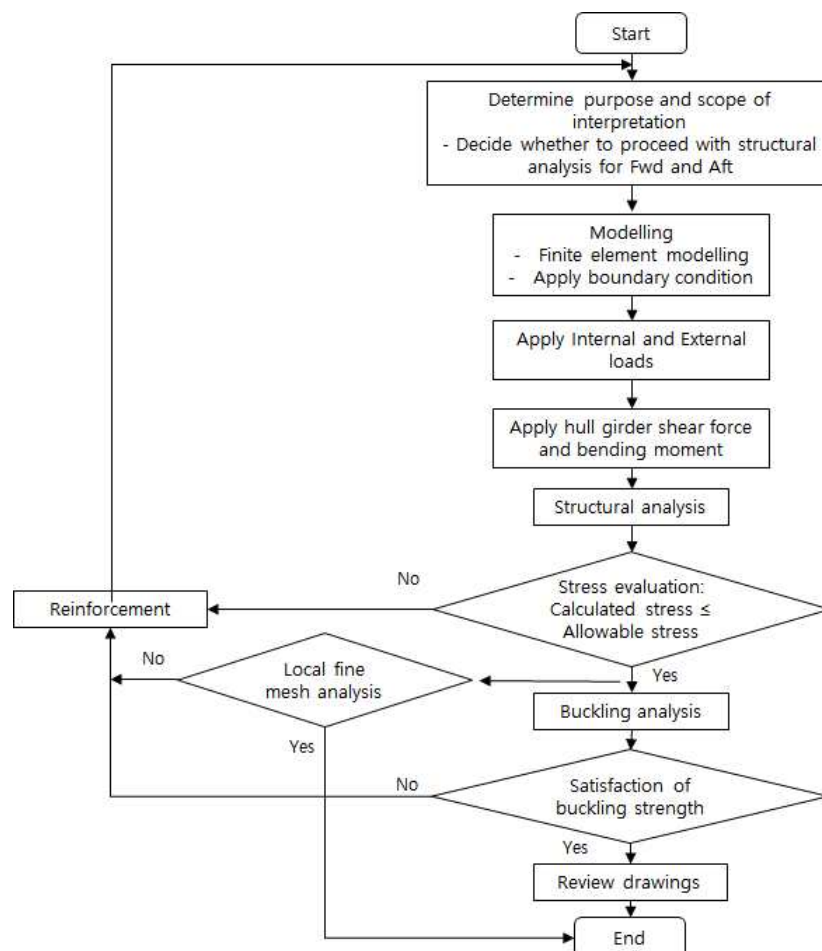 Start
Determine purpose and scope of
interpretation
- Decide whether to proceed with structural
analysis for Fwd and Aft
Modelling
- Finite element modelling
- Apply boundary condition
Apply Internal and External
loads
Apply hull girder shear force
and bending moment
Structural analysis
No
Stress evaluation:
Calculated stress ≤
Allowable stress
Reinforcement
Yes
No
Local fine
mesh analysis
Buckling analysis
Yes
No
Satisfaction of
buckling strength
Yes
Review drawings
End